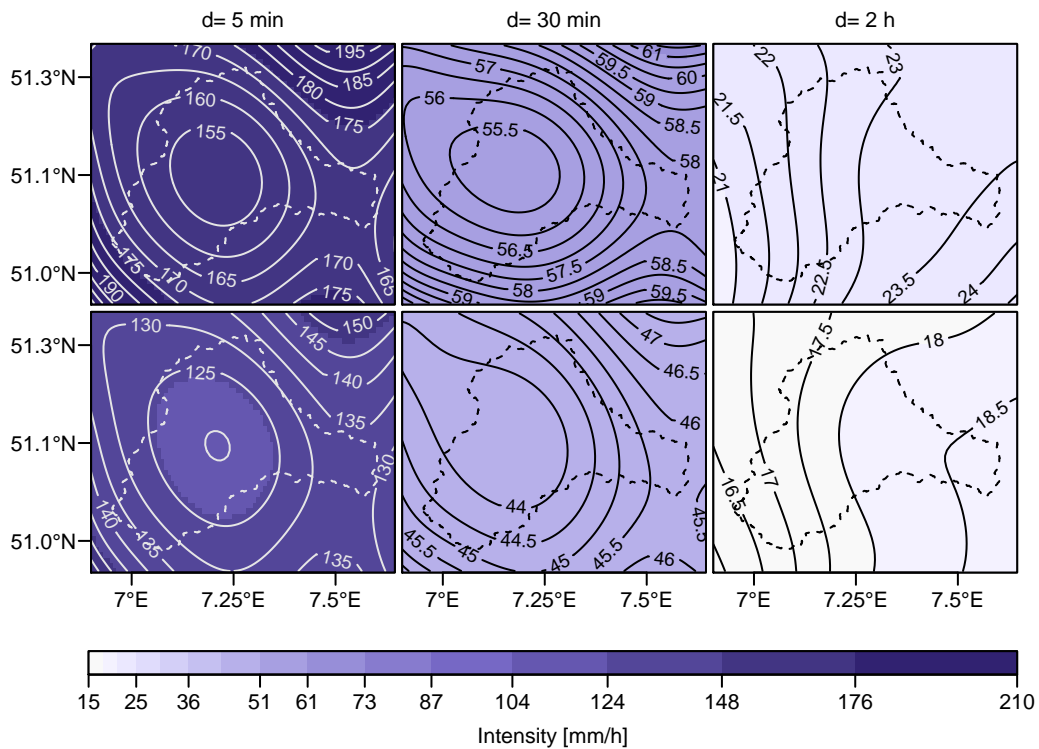 d= 5 min d= 30 min d= 2 h
51.3°N 51.1°N 51.0°N
170 195 185 180 175 160 155 165 170 175 170 165 175 190
57 61 60 59.5 59 58.5 58 56 55.5 56.5 57.5 58 59 58.5 59 59.5
22 23 21.5 21 22.5 23.5 24
51.3°N 51.1°N 51.0°N
130 150 145 140 135 125 130 140 135 135
47 46.5 46 44 44.5 45 45.5 45.5 46 45.5
17.5 18 18.5 17 16.5
7°E 7.25°E 7.5°E 7°E 7.25°E 7.5°E 7°E 7.25°E 7.5°E
15 25 36 51 61 73 87 104 124 148 176 210
Intensity [mm/h]